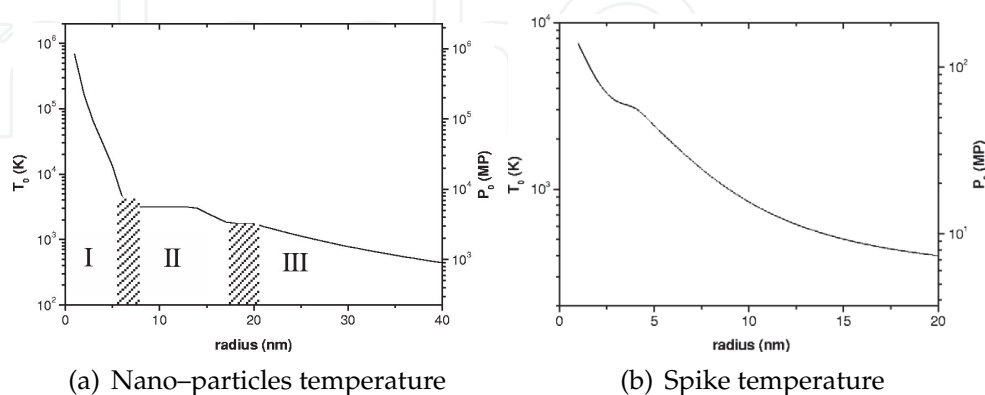 10⁶
10⁵
10⁴
10³
10²
T₀ (K)
I
II
III
10⁶
10⁵
10⁴
10³
P₀ (MP)
0 10 20 30 40
radius (nm)
(a) Nano–particles temperature
10⁴
10³
T₀ (K)
10²
10¹
(MP)
0 5 10 15 20
radius (nm)
(b) Spike temperature